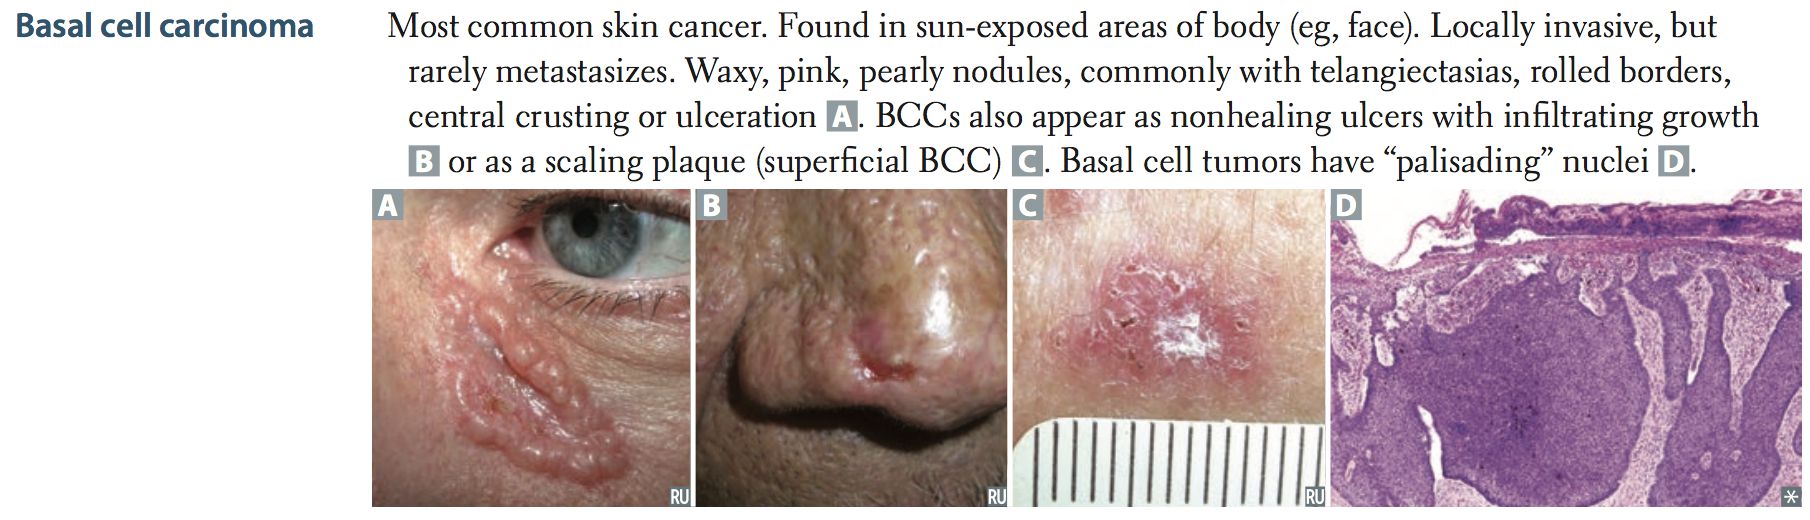 Basal cell carcinoma
Most common skin cancer. Found in sun-exposed areas of body (eg, face). Locally invasive, but
rarely metastasizes. Waxy, pink, pearly nodules, commonly with telangiectasias, rolled borders,
central crusting or ulceration A. BCCs also appear as nonhealing ulcers with infiltrating growth
B or as a scaling plaque (superficial BCC) C. Basal cell tumors have “palisading” nuclei D.
A
B
C
D
RU
RU
RU
*